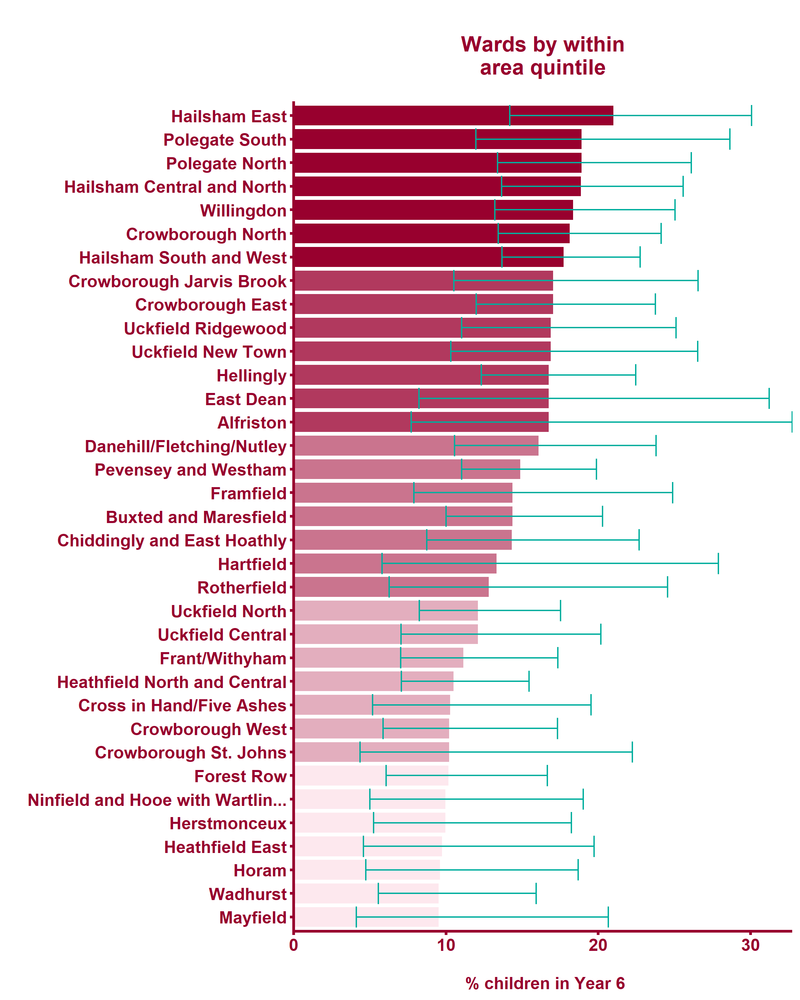 Wards by within
area quintile
Hailsham East
Polegate South
Polegate North
Hailsham Central and North
Willingdon
Crowborough North
Hailsham South and West
Crowborough Jarvis Brook
Crowborough East
Uckfield Ridgewood
Uckfield New Town
Hellingly
East Dean
Alfriston
Danehill/Fletching/Nutley
Pevensey and Westham
Framfield
Buxted and Maresfield
Chiddingly and East Hoathly
Hartfield
Rotherfield
Uckfield North
Uckfield Central
Frant/Withyham
Heathfield North and Central
Cross in Hand/Five Ashes
Crowborough West
Crowborough St. Johns
Forest Row
Ninfield and Hooe with Wartlin...
Herstmonceux
Heathfield East
Horam
Wadhurst
Mayfield
0 10 20 30
% children in Year 6